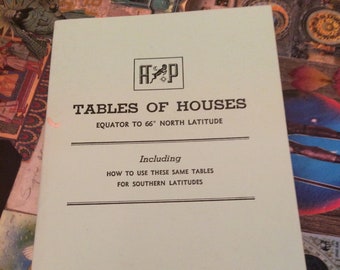 TABLES OF HOUSES
EQUATOR TO 66° NORTH LATITUDE
Including
HOW TO USE THESE SAME TABLES
FOR SOUTHERN LATITUDES